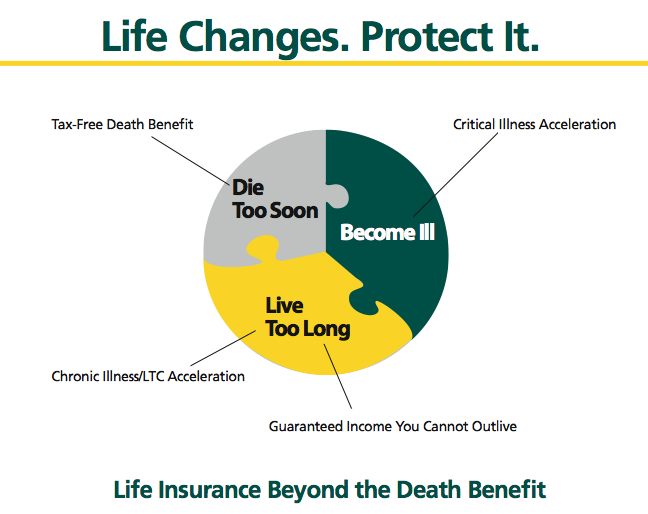 Life Changes. Protect It.
Tax-Free Death Benefit
Critical Illness Acceleration
Die
Too Soon
Become Ill
Live
Too Long
Chronic Illness/LTC Acceleration
Guaranteed Income You Cannot Outlive
Life Insurance Beyond the Death Benefit